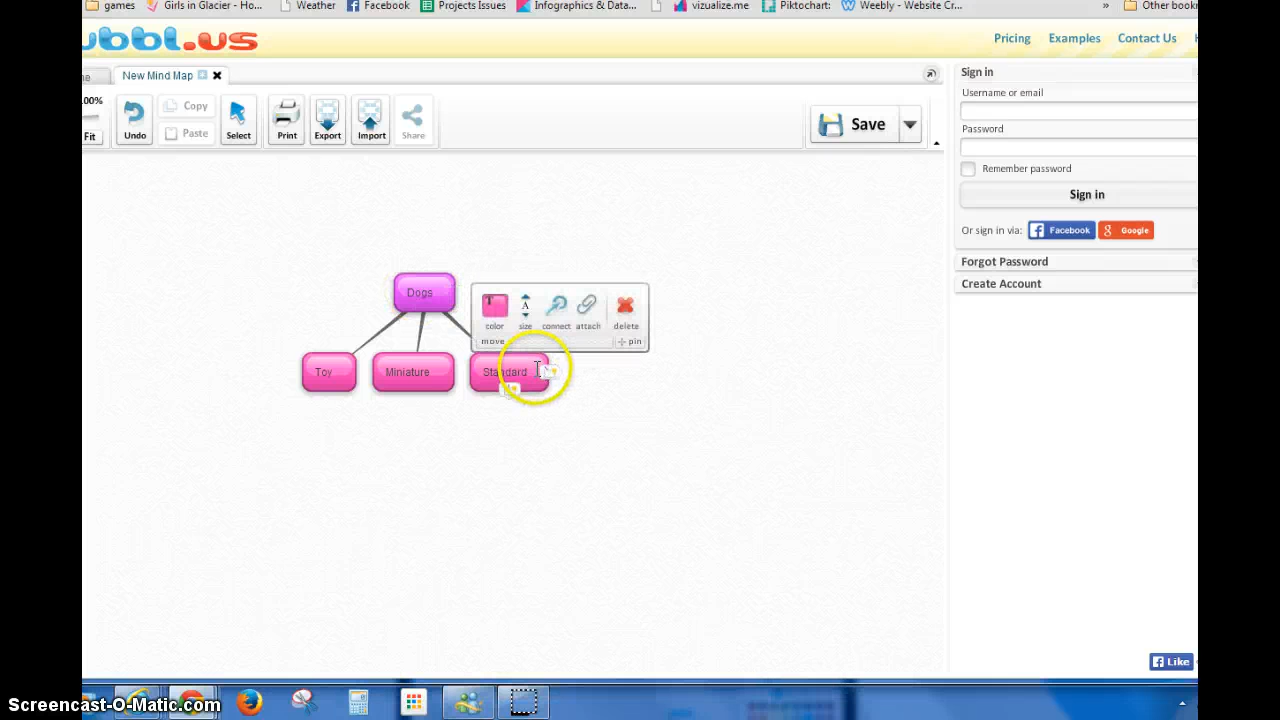 games Girls in Glacier - Ho... Weather Facebook Projects Issues Infographics & Data... vizualize.me Piktochart: Weebly - Website Cr... » Other book
ubbl.us Pricing Examples Contact Us
New Mind Map
Sign in
Username or email
00%
Fit Undo Copy Paste Select Print Export Import Share Save
Password
Remember password
Sign in
Or sign in via: Facebook Google
Forgot Password
Create Account
Dogs
color size connect attach delete
move pin
Toy Miniature Standard
Like
Screencast-O-Matic.com